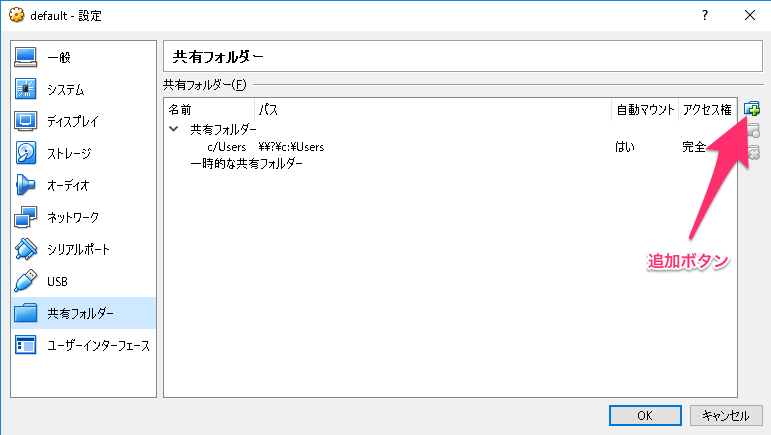 default - 設定
一般
システム
ディスプレイ
ストレージ
オーディオ
ネットワーク
シリアルポート
USB
共有フォルダー
ユーザーインターフェース
共有フォルダー
共有フォルダー(F)
名前 パス 自動マウント アクセス権
共有フォルダー
c/Users ¥¥?¥c:¥Users はい 完全
一時的な共有フォルダー
追加ボタン
OK キャンセル